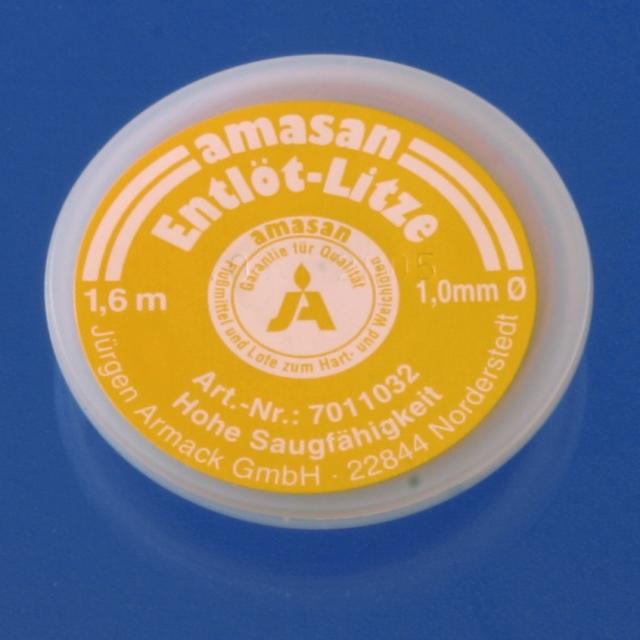 amasan
Entlöt-Litze
amasan
Garantie für Qualität
Flußmittel und Lote zum Hart- und Weichlöten
1,6 m
1,0mm Ø
Art.-Nr.: 7011032
Hohe Saugfähigkeit
Jürgen Armack GmbH · 22844 Norderstedt